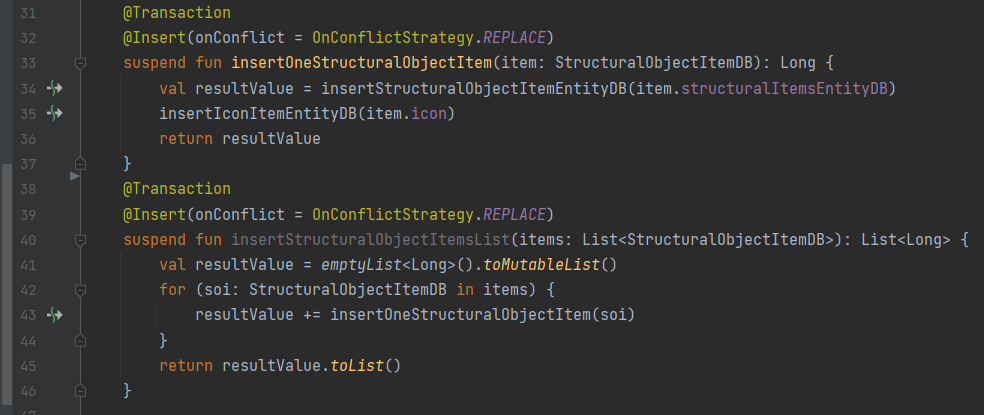 31 @Transaction
32 @Insert(onConflict = OnConflictStrategy.REPLACE)
33 suspend fun insertOneStructuralObjectItem(item: StructuralObjectItemDB): Long {
34 val resultValue = insertStructuralObjectItemEntityDB(item.structuralItemsEntityDB)
35 insertIconItemEntityDB(item.icon)
36 return resultValue
37 }
38 @Transaction
39 @Insert(onConflict = OnConflictStrategy.REPLACE)
40 suspend fun insertStructuralObjectItemsList(items: List<StructuralObjectItemDB>): List<Long> {
41 val resultValue = emptyList<Long>().toMutableList()
42 for (soi: StructuralObjectItemDB in items) {
43 resultValue += insertOneStructuralObjectItem(soi)
44 }
45 return resultValue.toList()
46 }